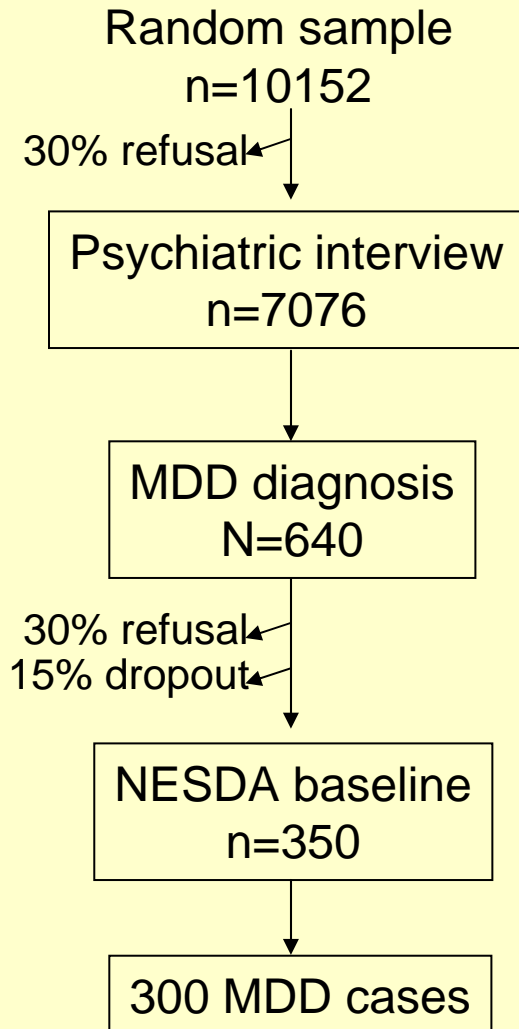 Random sample
n=10152
30% refusal
Psychiatric interview
n=7076
MDD diagnosis
N=640
30% refusal
15% dropout
NESDA baseline
n=350
300 MDD cases